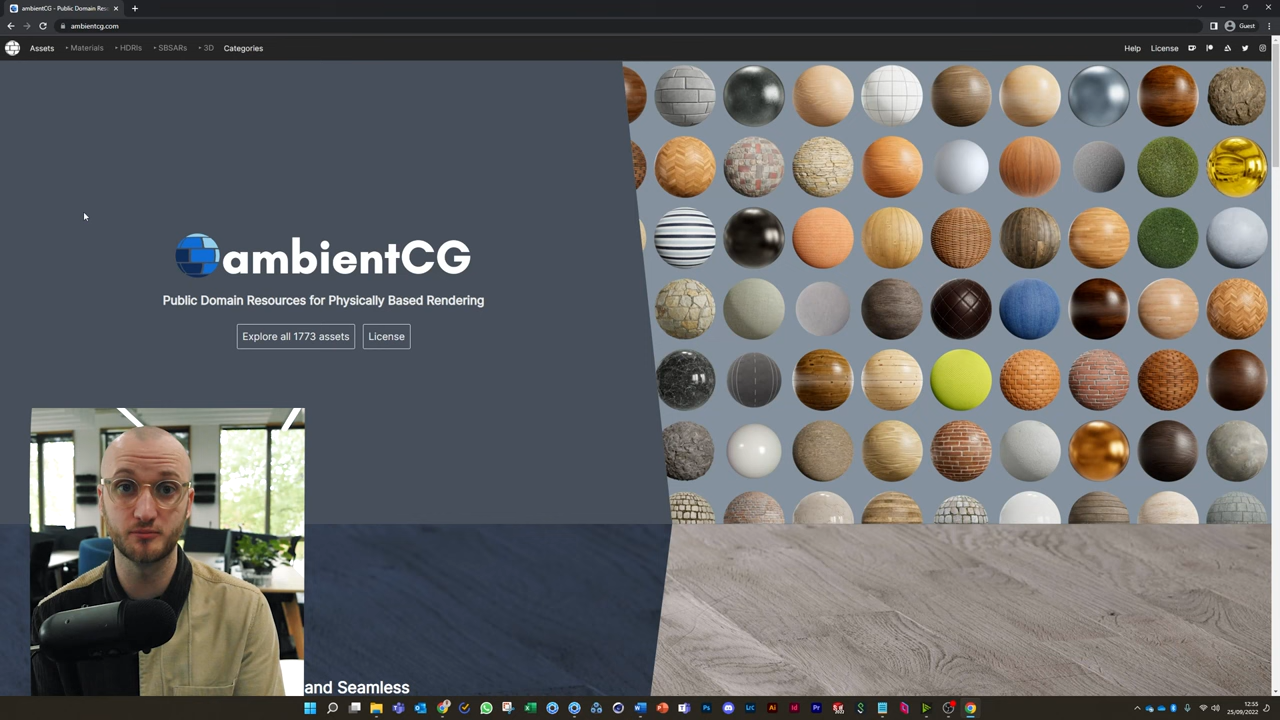 ambientCG - Public Domain Res
ambientcg.com
Guest
Assets
Materials
HDRIs
SBSARs
3D
Categories
Help
License
ambientCG
Public Domain Resources for Physically Based Rendering
Explore all 1773 assets
License
and Seamless
12:55
25/09/2022